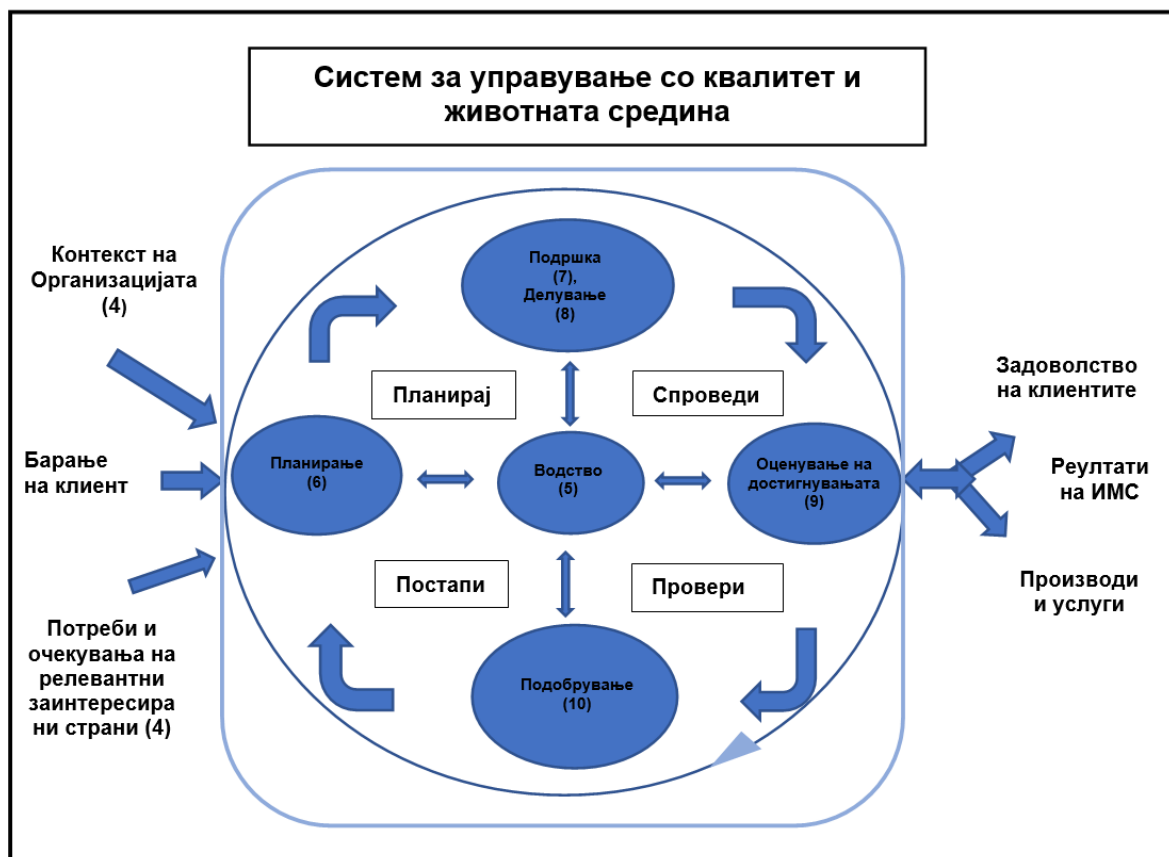 Систем за управување со квалитет и
животната средина
Контекст на
Организацијата
(4)
Барање
на клиент
Потреби и
очекувања на
релевантни
заинтересира
ни страни (4)
Подршка
(7),
Делување
(8)
Планирај
Спроведи
Планирање
(6)
Водство
(5)
Оценување на
достигнувањата
(9)
Постапи
Провери
Подобрување
(10)
Задоволство
на клиентите
Реултати
на ИМС
Производи
и услуги